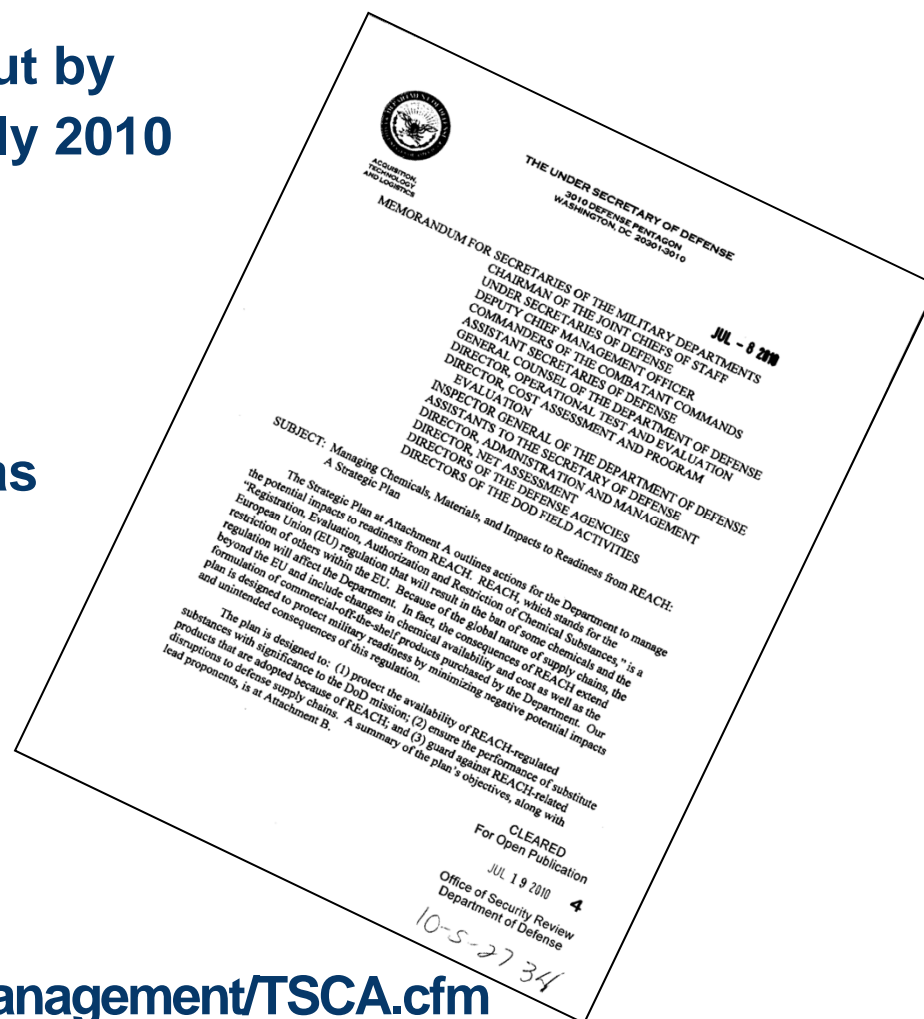 ut by
ly 2010
as
DEPARTMENT OF DEFENSE
ACQUISITION,
TECHNOLOGY
AND LOGISTICS
THE UNDER SECRETARY OF DEFENSE
3010 DEFENSE PENTAGON
WASHINGTON, DC 20301-3010
JUL - 8 2010
MEMORANDUM FOR SECRETARIES OF THE MILITARY DEPARTMENTS
CHAIRMAN OF THE JOINT CHIEFS OF STAFF
UNDER SECRETARIES OF DEFENSE
DEPUTY CHIEF MANAGEMENT OFFICER
COMMANDERS OF THE COMBATANT COMMANDS
ASSISTANT SECRETARIES OF DEFENSE
GENERAL COUNSEL OF THE DEPARTMENT OF DEFENSE
DIRECTOR, OPERATIONAL TEST AND EVALUATION
DIRECTOR, COST ASSESSMENT AND PROGRAM
EVALUATION
INSPECTOR GENERAL OF THE DEPARTMENT OF DEFENSE
ASSISTANTS TO THE SECRETARY OF DEFENSE
DIRECTOR, ADMINISTRATION AND MANAGEMENT
DIRECTOR, NET ASSESSMENT
DIRECTORS OF THE DEFENSE AGENCIES
DIRECTORS OF THE DOD FIELD ACTIVITIES
SUBJECT: Managing Chemicals, Materials, and Impacts to Readiness from REACH:
A Strategic Plan
The Strategic Plan at Attachment A outlines actions for the Department to manage
the potential impacts to readiness from REACH. REACH, which stands for the
"Registration, Evaluation, Authorization and Restriction of Chemical Substances," is a
European Union (EU) regulation that will result in the ban of some chemicals and the
restriction of others within the EU. Because of the global nature of supply chains, the
regulation will affect the Department. In fact, the consequences of REACH extend
beyond the EU and include changes in chemical availability and cost as well as the
formulation of commercial-off-the-shelf products purchased by the Department. Our
plan is designed to protect military readiness by minimizing negative potential impacts
and unintended consequences of this regulation.
The plan is designed to: (1) protect the availability of REACH-regulated
substances with significance to the DoD mission; (2) ensure the performance of substitute
products that are adopted because of REACH; and (3) guard against REACH-related
disruptions to defense supply chains. A summary of the plan's objectives, along with
lead proponents, is at Attachment B.
CLEARED
For Open Publication
JUL 19 2010 4
Office of Security Review
Department of Defense
10-S-2734
anagement/TSCA.cfm